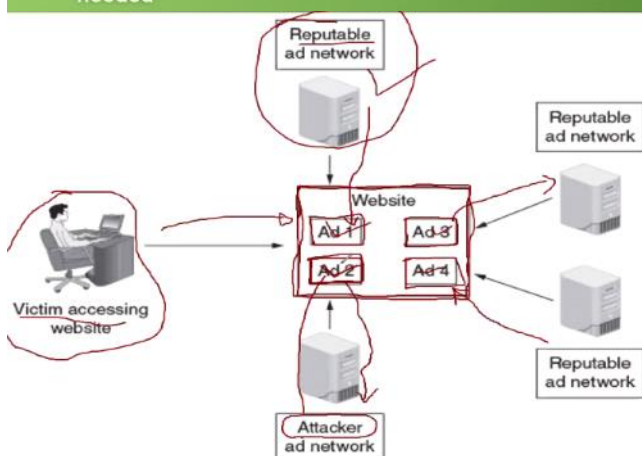 needed
Reputable
ad network
Reputable
ad network
Website
Ad 1
Ad 3
Ad 2
Ad 4
Victim accessing
website
Reputable
ad network
Attacker
ad network